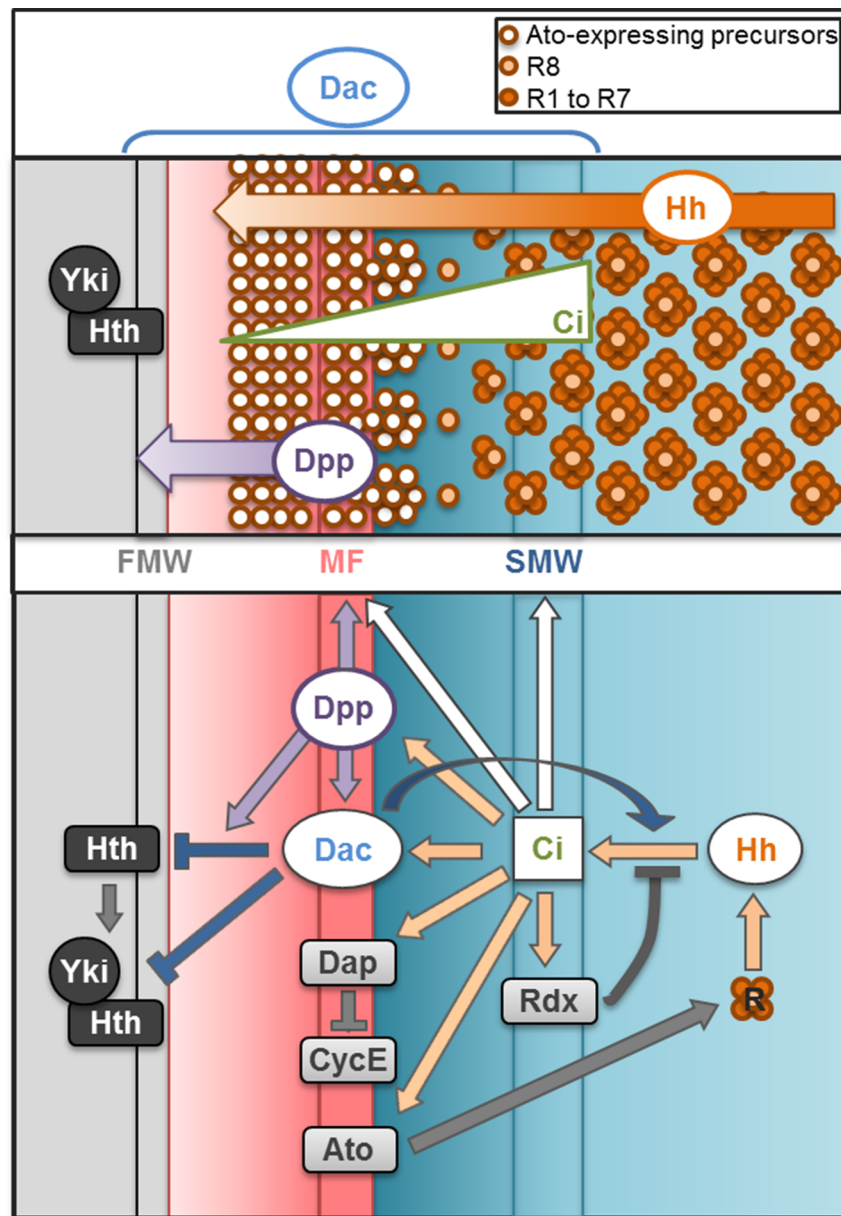 Ato-expressing precursors
R8
R1 to R7
Dac
Hh
Yki
Hth
Ci
Dpp
FMW MF SMW
Dpp
Hth Dac Ci Hh
Dap
Yki
Hth
Rdx R
CycE
Ato